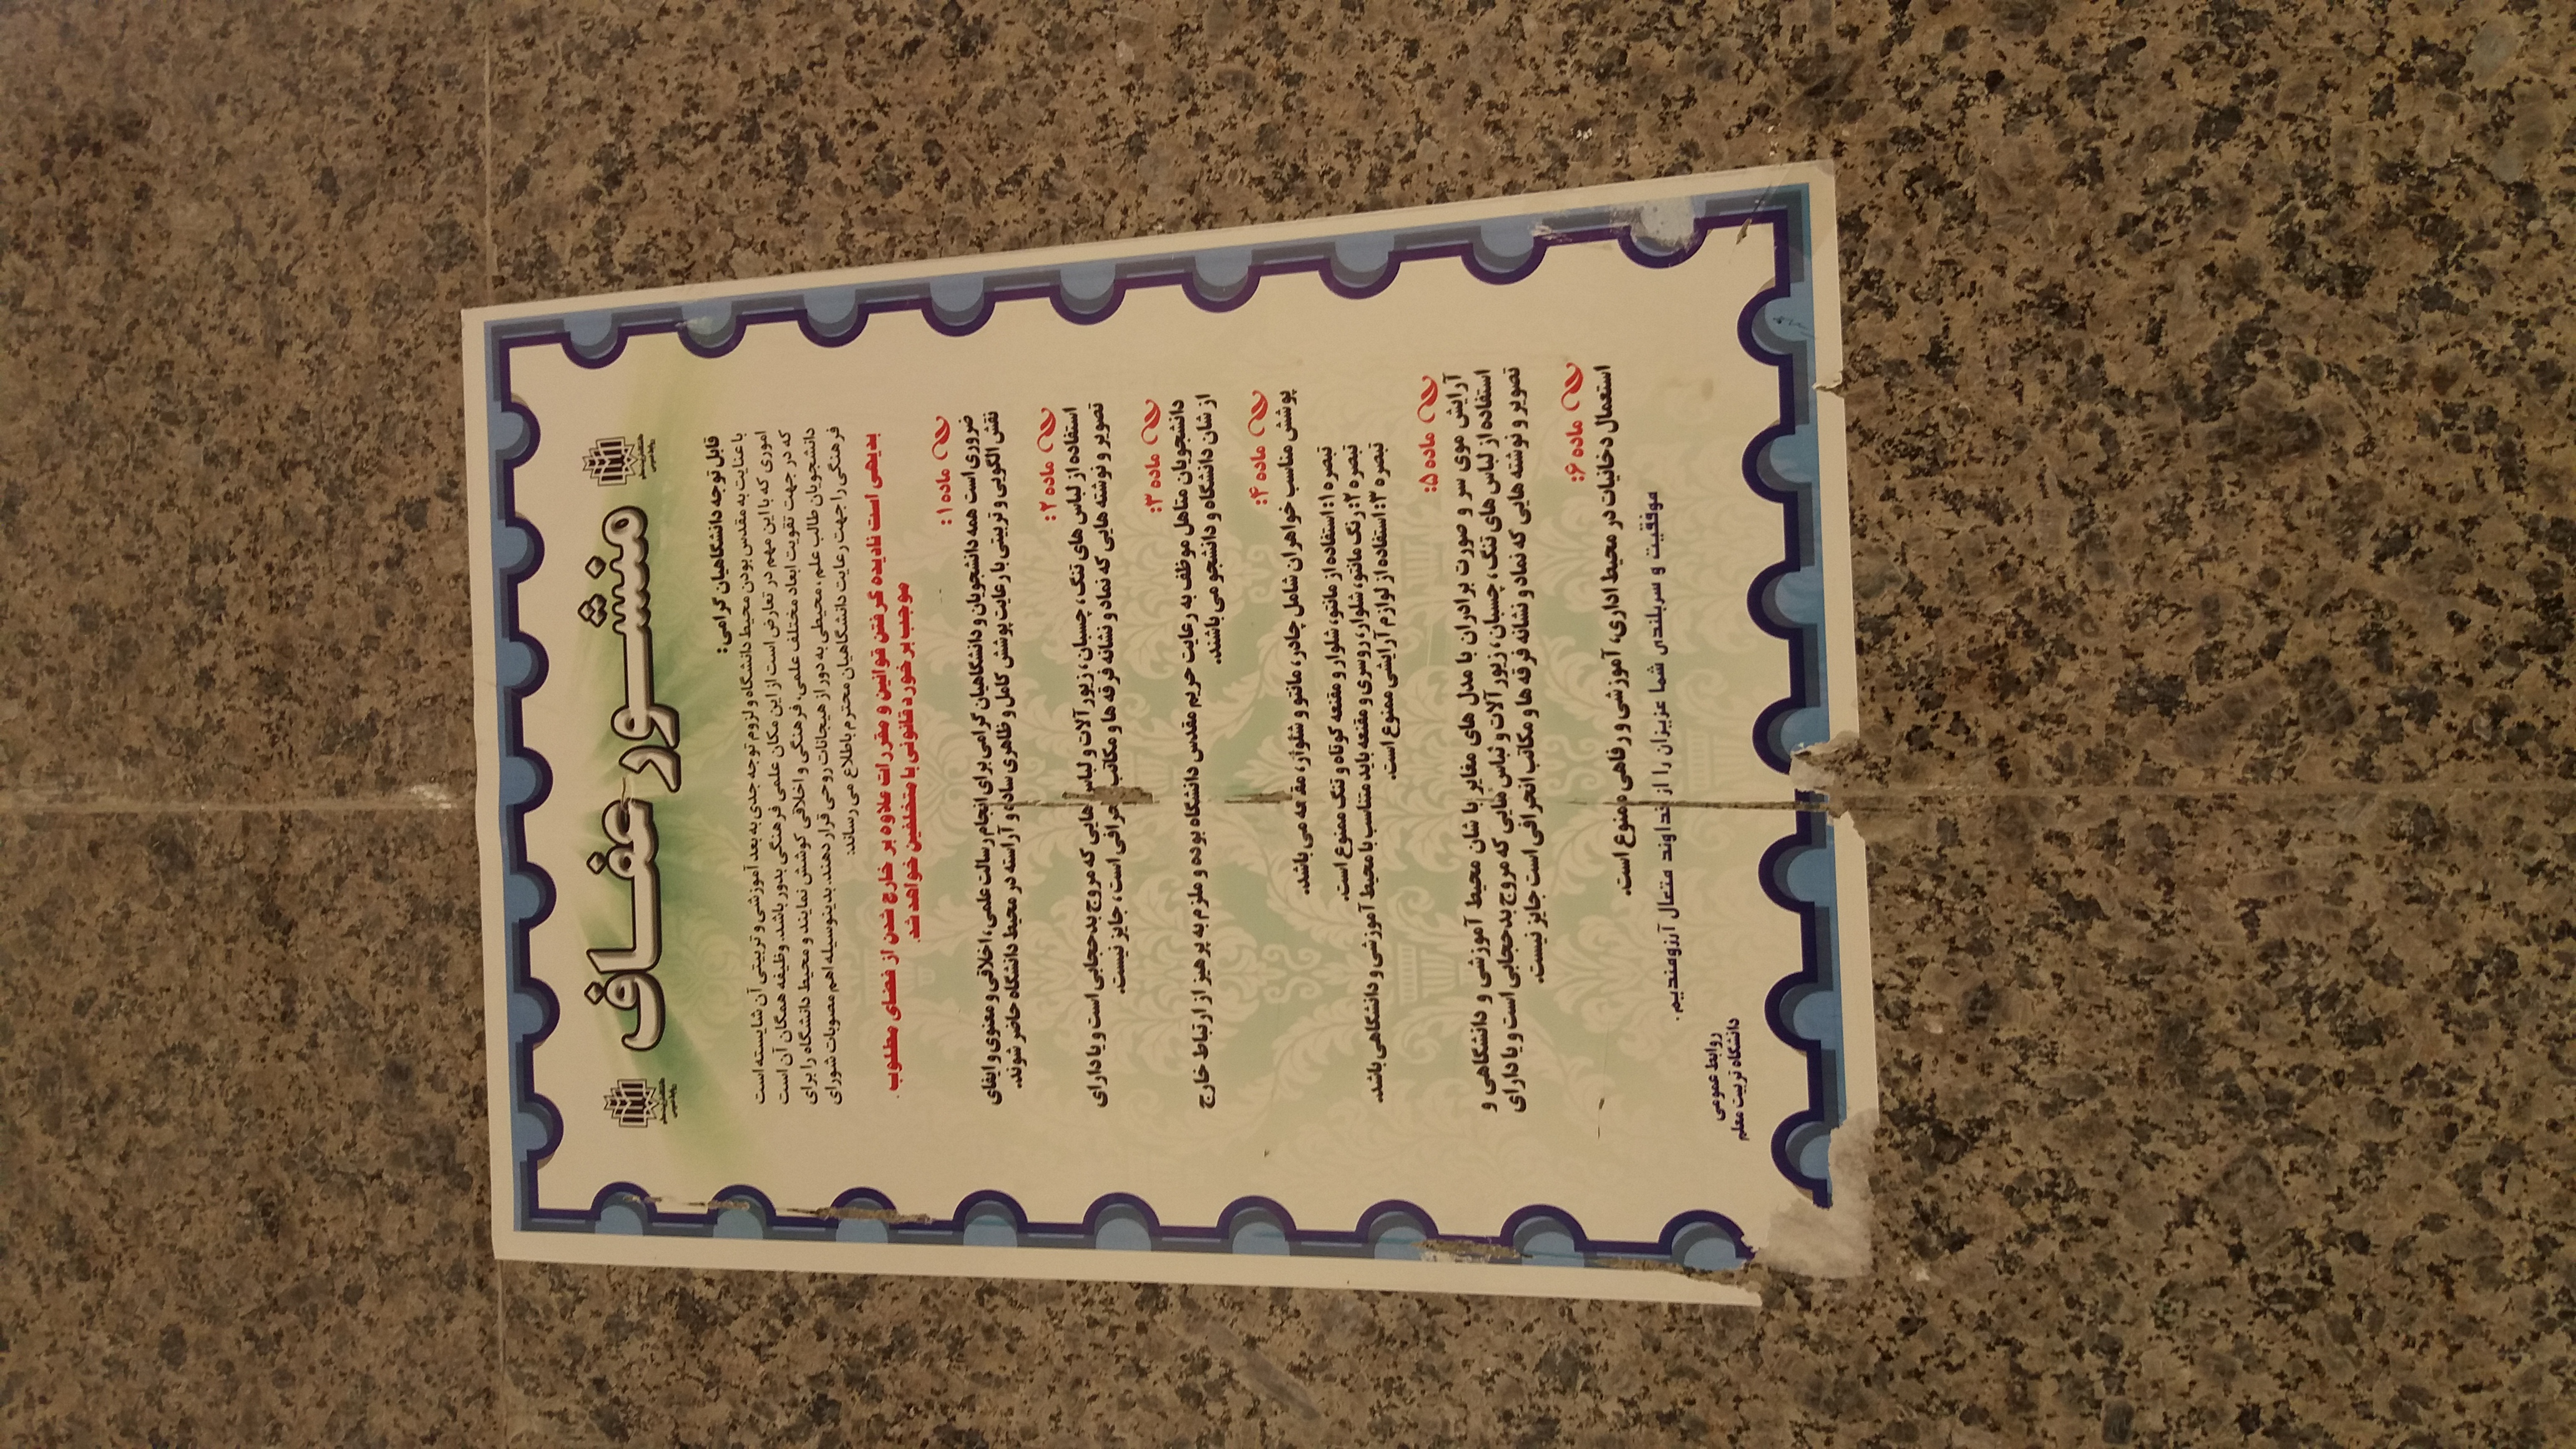 منشور عفاف
دانشگاه تربیت معلم
روابط عمومی
دانشگاه تربیت معلم
روابط عمومی
قابل توجه دانشگاهیان گرامی:
با عنایت به مقدس بودن محیط دانشگاه و لزوم توجه جدی به بعد آموزشی و تربیتی آن شایسته است
اموری که با این مهم در تعارض است از این مکان علمی فرهنگی بدور باشد. وظیفه همگان آن است
که در جهت تقویت ابعاد مختلف علمی، فرهنگی و اخلاقی کوشش نمایند و محیط دانشگاه را برای
دانشجویان طالب علم، محیطی به دور از هیجانات روحی قرار دهند. بدینوسیله اهم مصوبات شورای
فرهنگی را جهت رعایت دانشگاهیان محترم باطلاع می رساند:
بدیهی است نادیده گرفتن قوانین و مقررات علاوه بر خارج شدن از فضای مطلوب .
موجب برخورد قانونی با متخلفین خواهد شد.
ماده ۱:
ضروری است همه دانشجویان و دانشگاهیان گرامی برای انجام رسالت علمی، اخلاقی و معنوی و ایفای
نقش الگویی و تربیتی با رعایت پوشش کامل و ظاهری ساده و آراسته در محیط دانشگاه حاضر شوند.
ماده ۲:
استفاده از لباس های تنگ، چسبان، زیورآلات و لباس هایی که مروج بدحجابی است و یا دارای
تصویر و نوشته هایی که نماد و نشانه فرقه ها و مکاتب انحرافی است، جایز نیست.
ماده ۳:
دانشجویان متاهل موظف به رعایت حریم مقدس دانشگاه بوده و ملزم به پرهیز از ارتباط خارج
از شان دانشگاه و دانشجو می باشند.
ماده ۴:
پوشش مناسب خواهران شامل چادر، مانتو و شلوار، مقنعه می باشد.
تبصره ۱: استفاده از مانتو، شلوار و مقنعه کوتاه و تنگ ممنوع است.
تبصره ۲: رنگ مانتو، شلوار، روسری و مقنعه باید متناسب با محیط آموزشی و دانشگاهی باشد.
تبصره ۳: استفاده از لوازم آرایشی ممنوع است.
ماده ۵:
آرایش موی سر و صورت برادران با مدل های مغایر با شان محیط آموزشی و دانشگاهی و
استفاده از لباس های تنگ، چسبان، زیورآلات و لباس هایی که مروج بدحجابی است و یا دارای
تصویر و نوشته هایی که نماد و نشانه فرقه ها و مکاتب انحرافی است جایز نیست.
ماده ۶:
استعمال دخانیات در محیط اداری، آموزشی و رفاهی ممنوع است.
موفقیت و سربلندی شما عزیزان را از خداوند متعال آرزومندیم.
روابط عمومی
دانشگاه تربیت معلم